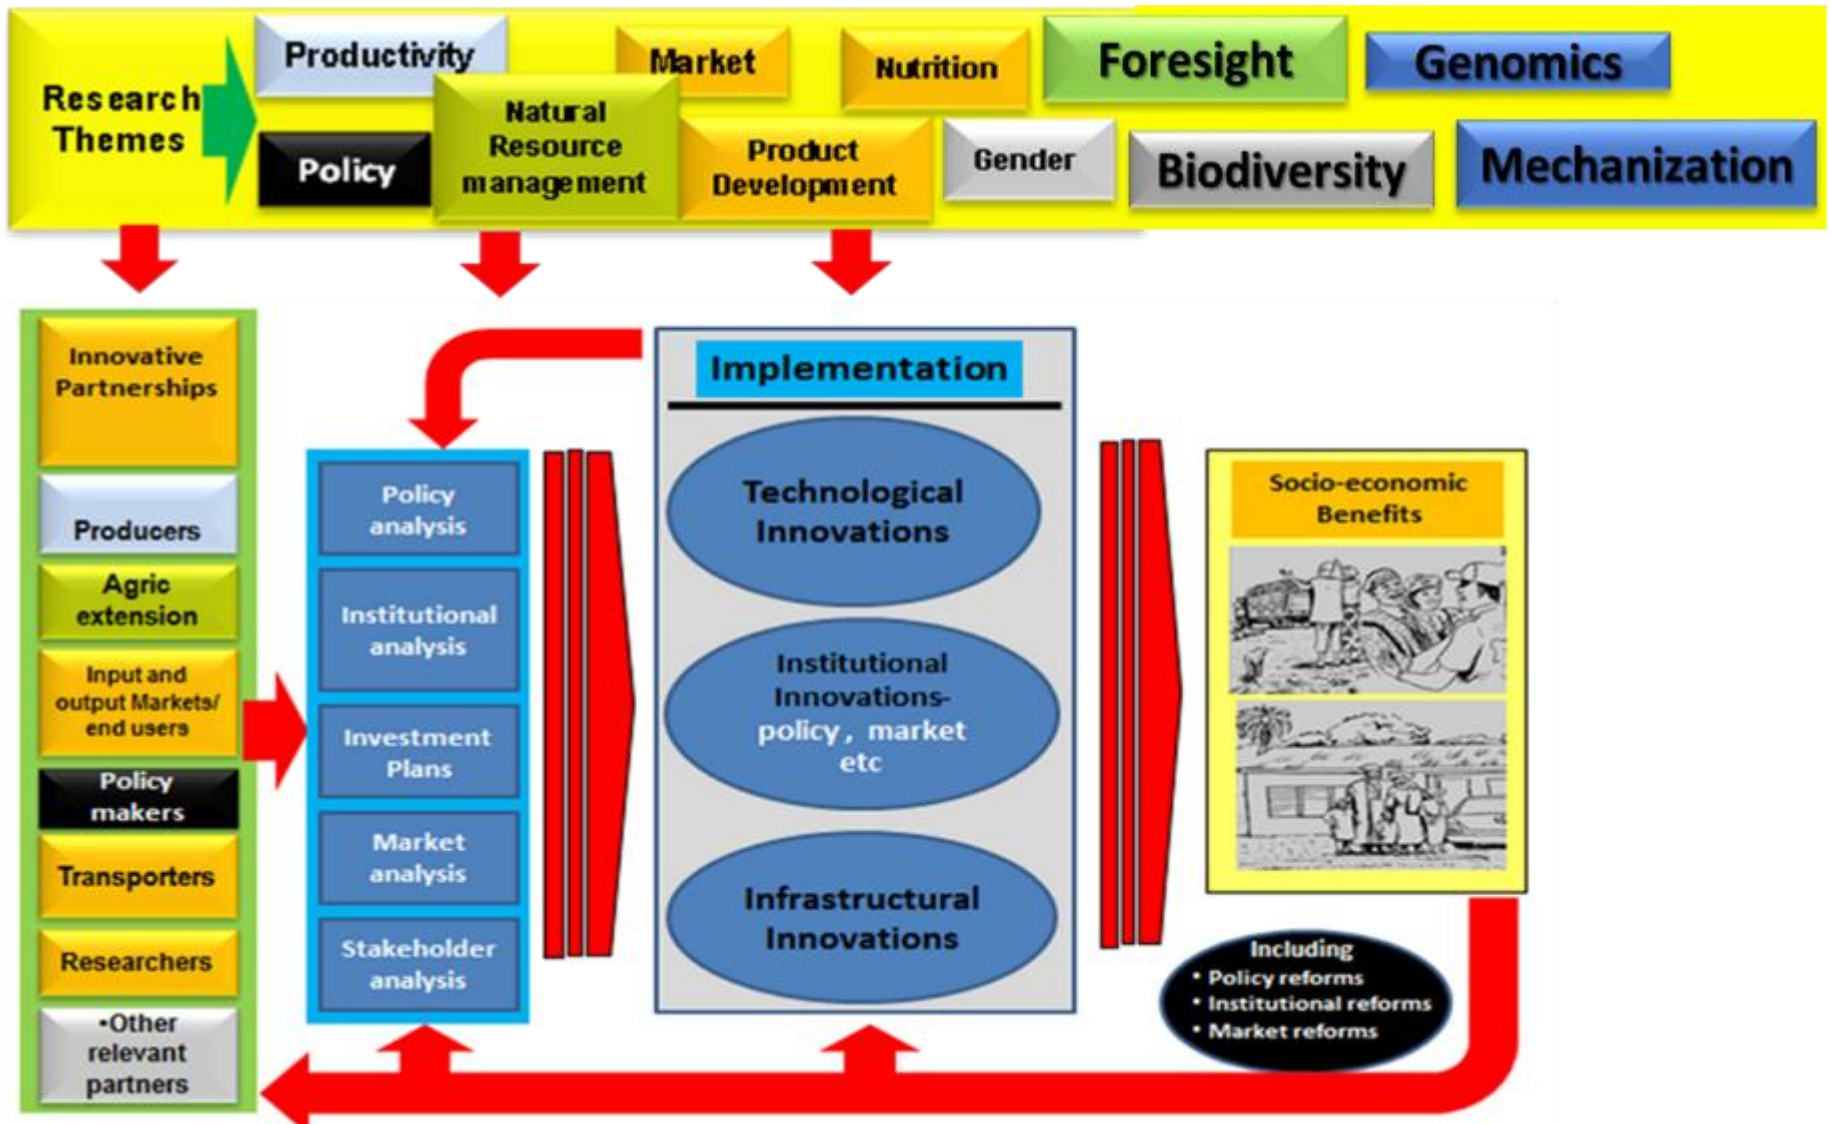 Research
Themes
Productivity
Market
Nutrition
Foresight
Genomics
Policy
Natural
Resource
management
Product
Development
Gender
Biodiversity
Mechanization
Innovative
Partnerships
Producers
Agric
extension
Input and
output Markets/
end users
Policy
makers
Transporters
Researchers
•Other
relevant
partners
Policy
analysis
Institutional
analysis
Investment
Plans
Market
analysis
Stakeholder
analysis
Implementation
Technological
Innovations
Institutional
Innovations-
policy , market
etc
Infrastructural
Innovations
Socio-economic
Benefits
Including
• Policy reforms
• Institutional reforms
• Market reforms